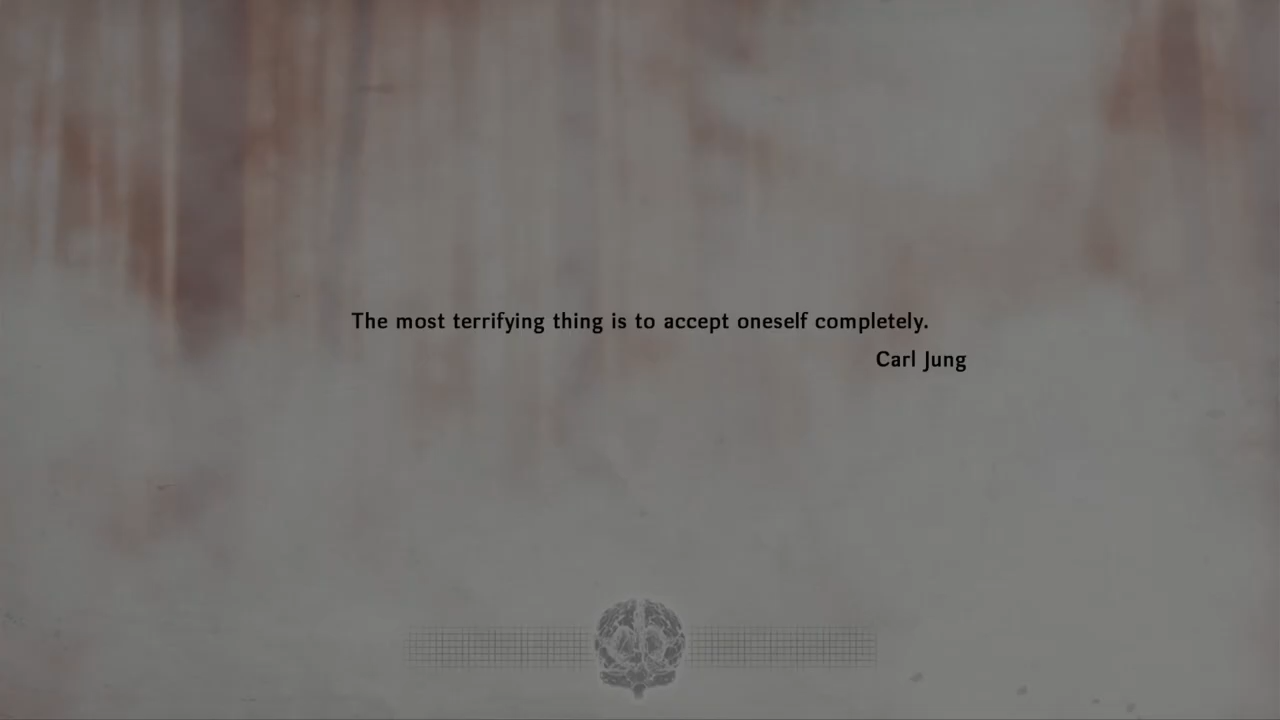 The most terrifying thing is to accept oneself completely.
Carl Jung